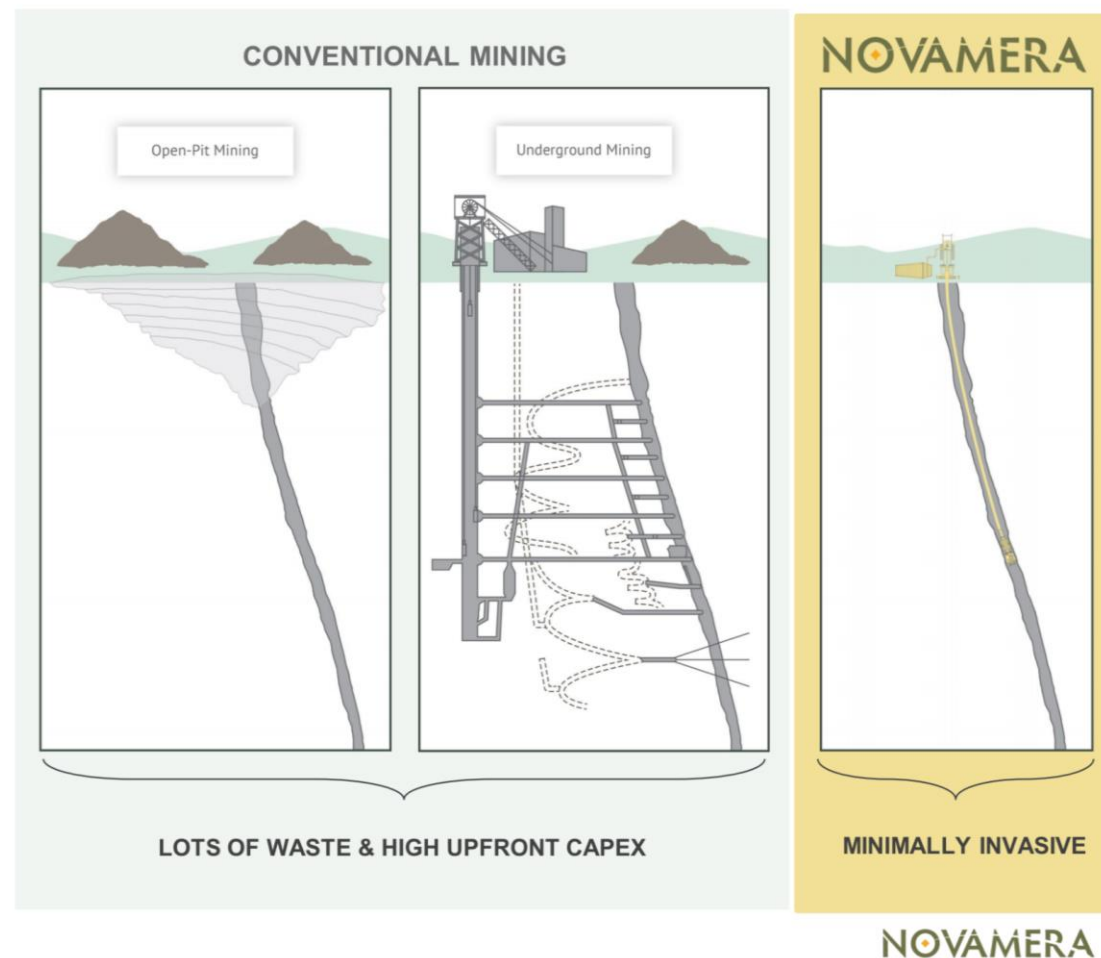 CONVENTIONAL MINING
NOVAMERA
Open-Pit Mining
Underground Mining
LOTS OF WASTE & HIGH UPFRONT CAPEX
MINIMALLY INVASIVE
NOVAMERA